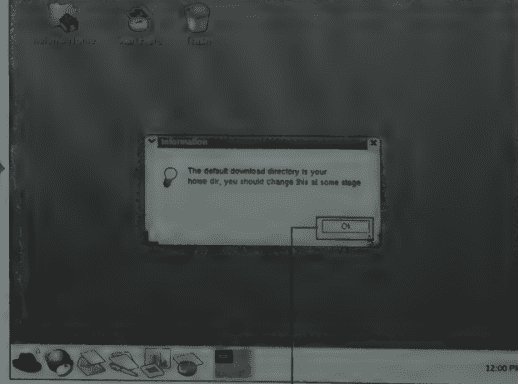 Trash
Information
The default download directory is your
home dir, you should change this at some stage
Ok
12:00 PM